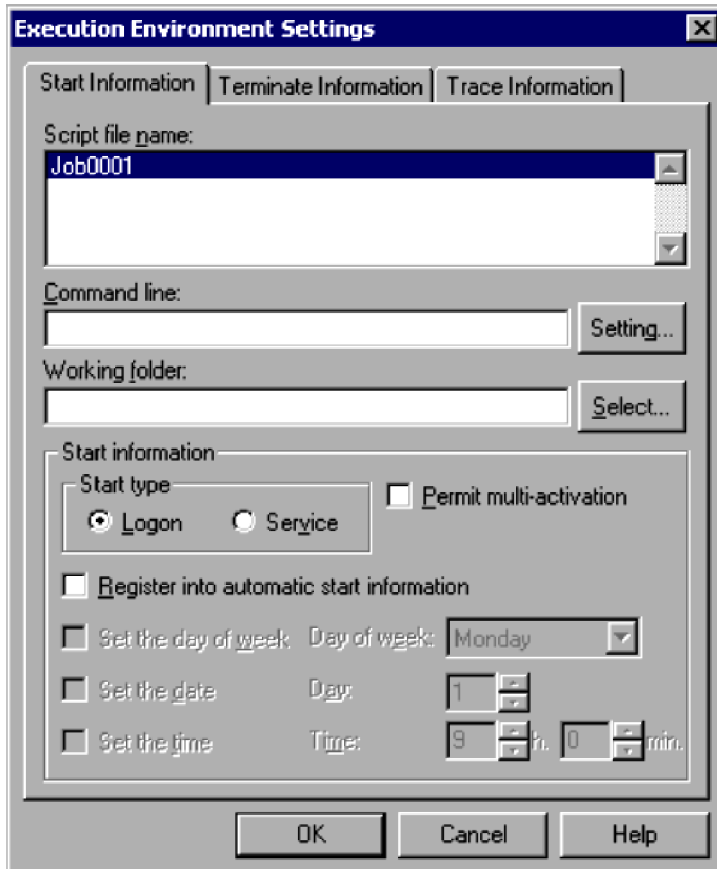 Execution Environment Settings
Start Information Terminate Information Trace Information
Script file name:
Job0001
Command line:
Setting...
Working folder:
Select...
Start information
Start type
Permit multi-activation
Logon Service
Register into automatic start information
Set the day of week Day of week: Monday
Set the date Day: 1
Set the time Time: 9 h. 0 min.
OK Cancel Help